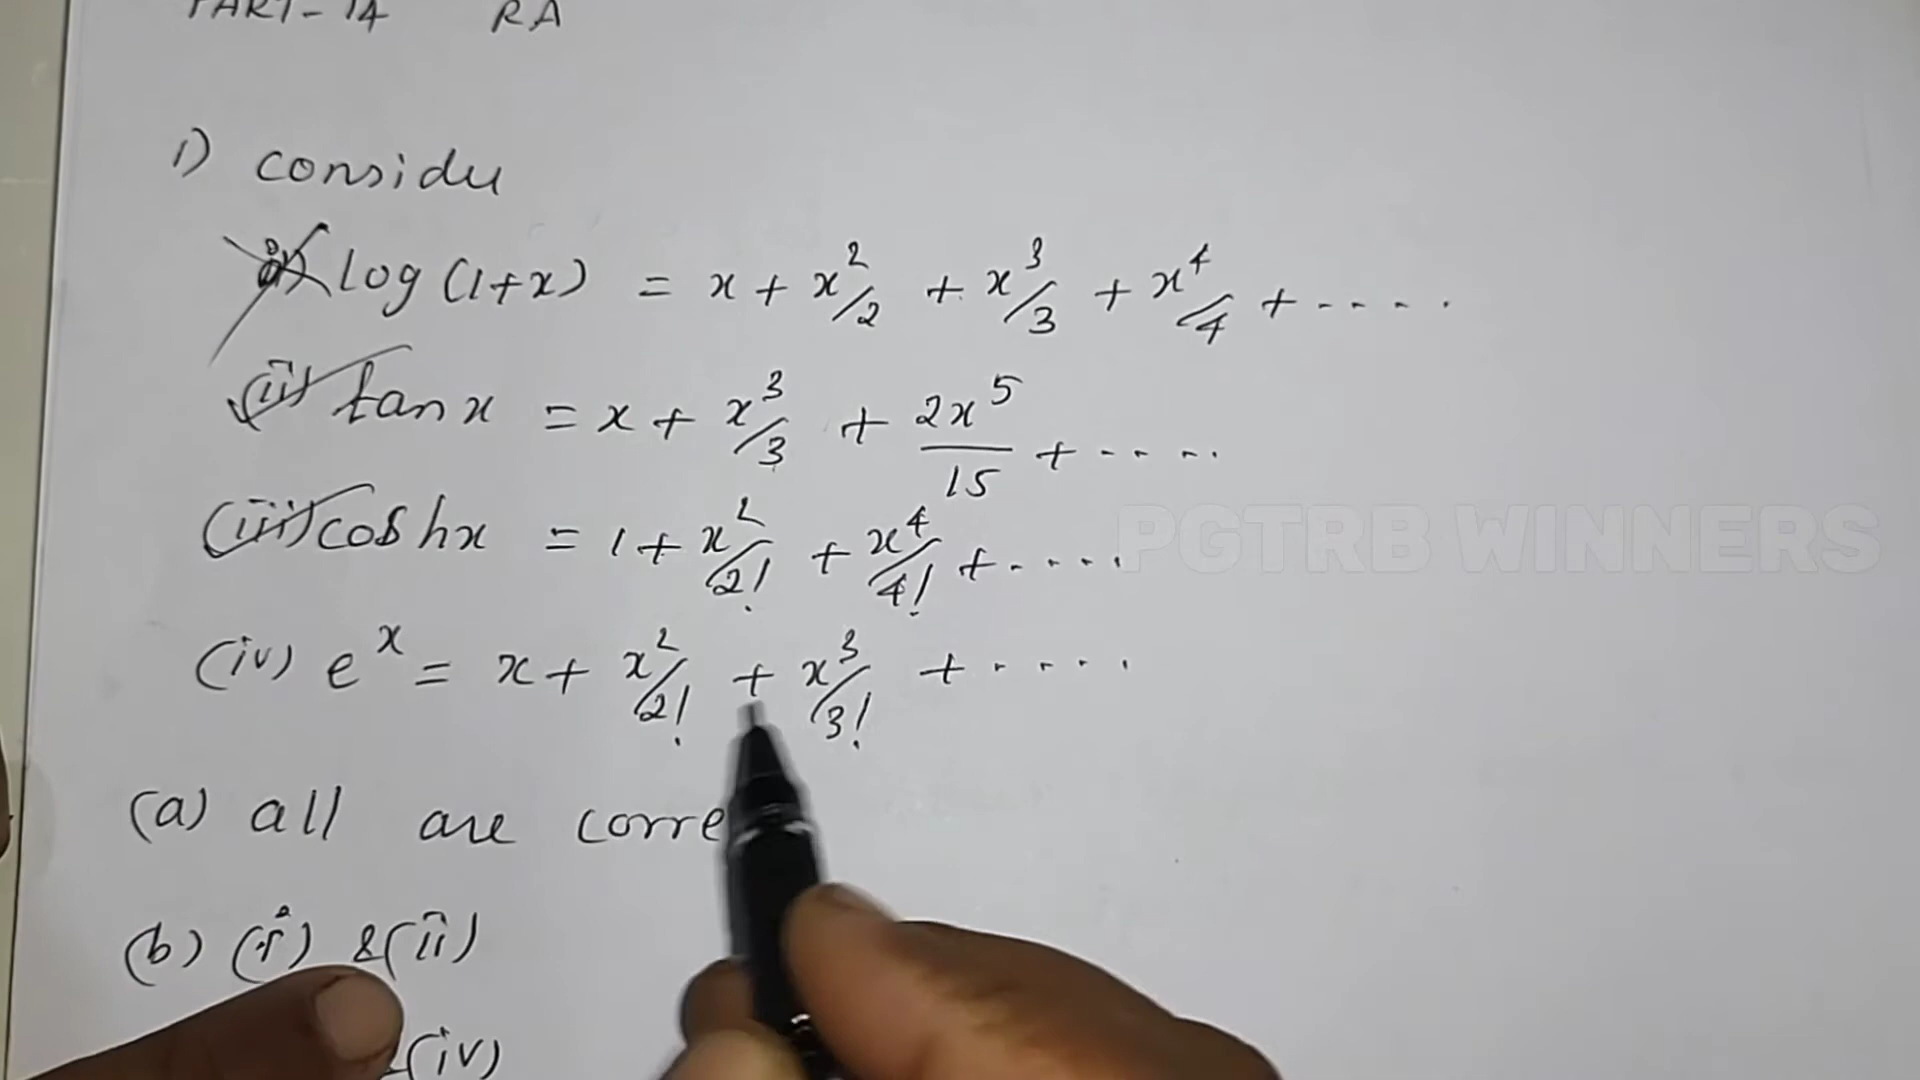 PART-14 RA
1) consider
(i) log (1+x) = x + x²/2 + x³/3 + x⁴/4 + .....
(ii) tan x = x + x³/3 + 2x⁵/15 + .....
(iii) cos hx = 1 + x²/2! + x⁴/4! + .....
PGTRB WINNERS
(iv) eˣ = x + x²/2! + x³/3! + .....
(a) all are corre
(b) (i) &(ii)
(iv)